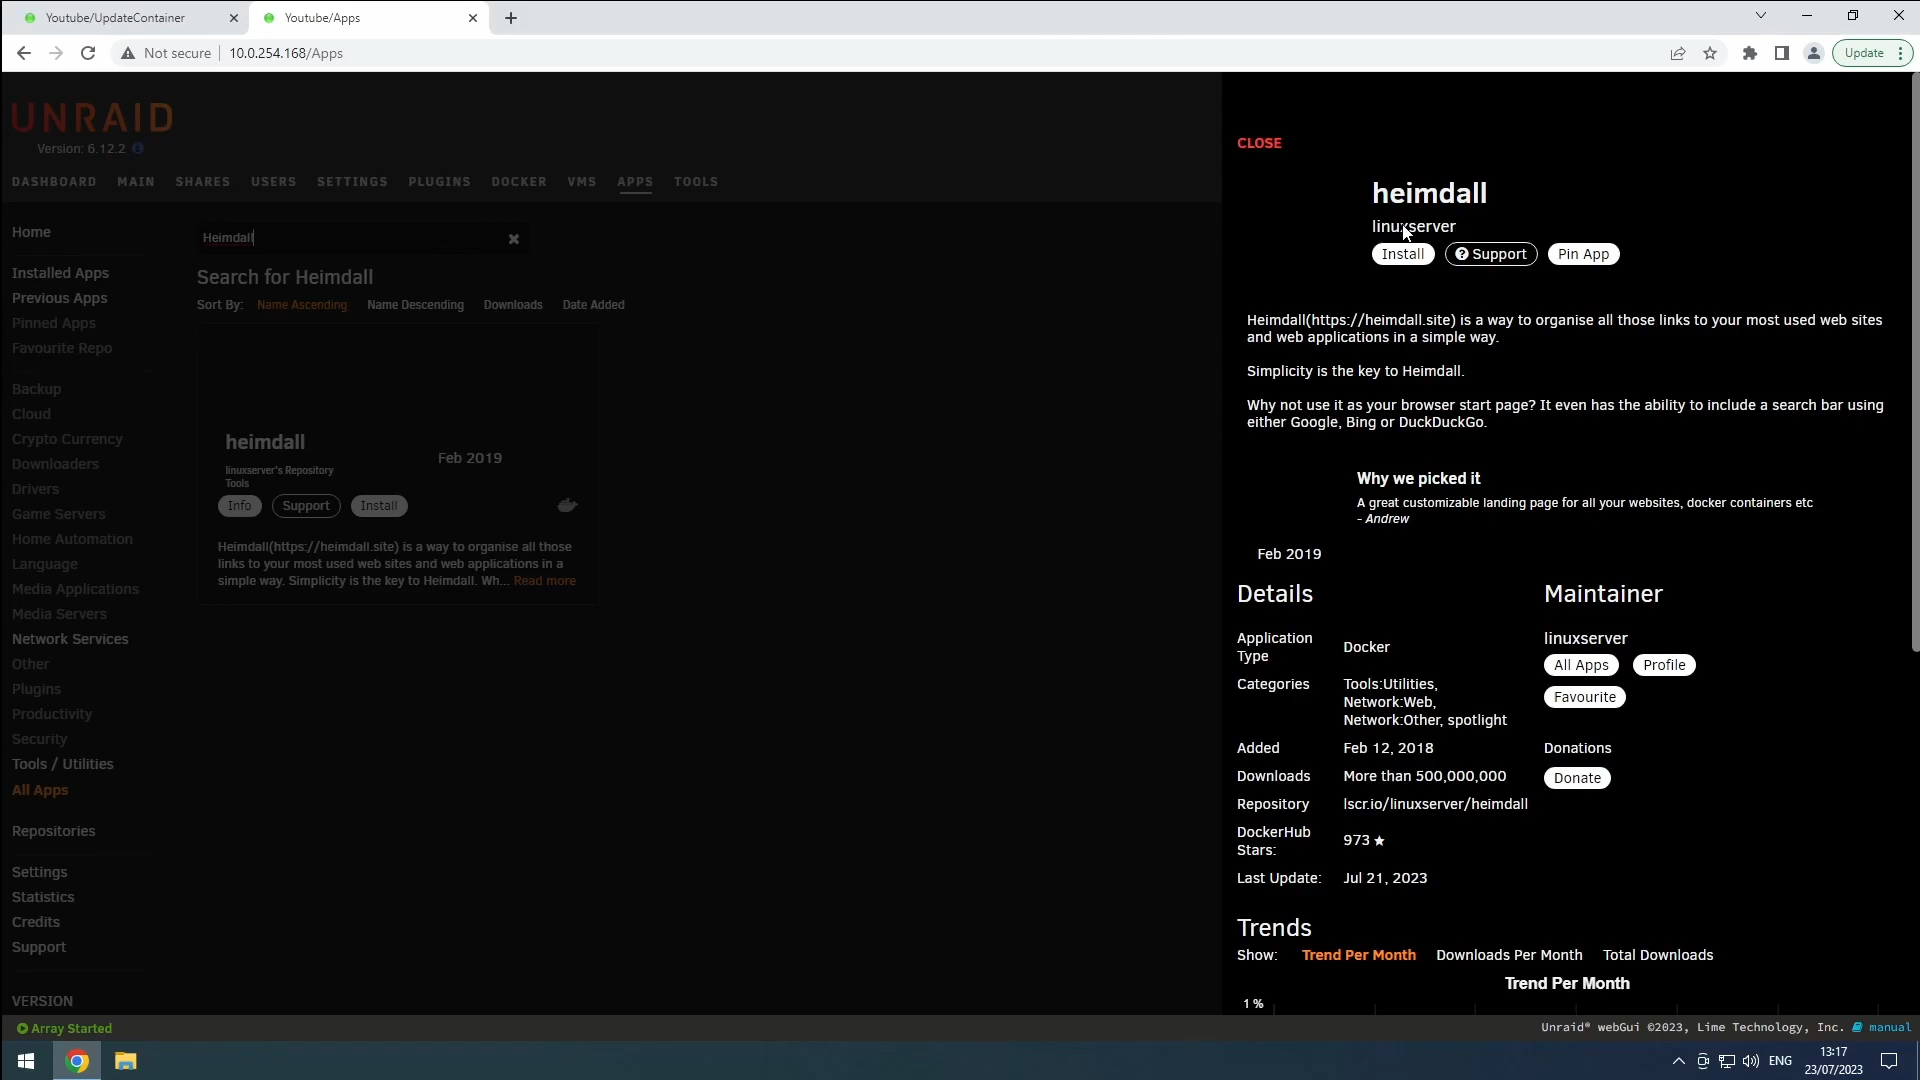 Youtube/UpdateContainer
Youtube/Apps
Not secure
10.0.254.168/Apps
Update
UNRAID
Version: 6.12.2
DASHBOARD MAIN SHARES USERS SETTINGS PLUGINS DOCKER VMS APPS TOOLS
Home
Installed Apps
Previous Apps
Pinned Apps
Favourite Repo
Backup
Cloud
Crypto Currency
Downloaders
Drivers
Game Servers
Home Automation
Language
Media Applications
Media Servers
Network Services
Other
Plugins
Productivity
Security
Tools / Utilities
All Apps
Repositories
Settings
Statistics
Credits
Support
VERSION
Heimdall
Search for Heimdall
Sort By: Name Ascending Name Descending Downloads Date Added
heimdall
Feb 2019
linuxserver's Repository
Tools
Info Support Install
Heimdall(https://heimdall.site) is a way to organise all those
links to your most used web sites and web applications in a
simple way. Simplicity is the key to Heimdall. Wh... Read more
CLOSE
heimdall
linuxserver
Install Support Pin App
Heimdall(https://heimdall.site) is a way to organise all those links to your most used web sites
and web applications in a simple way.
Simplicity is the key to Heimdall.
Why not use it as your browser start page? It even has the ability to include a search bar using
either Google, Bing or DuckDuckGo.
Why we picked it
A great customizable landing page for all your websites, docker containers etc
- Andrew
Feb 2019
Details
Application
Type
Docker
Categories
Tools:Utilities,
Network:Web,
Network:Other, spotlight
Added Feb 12, 2018
Downloads More than 500,000,000
Repository lscr.io/linuxserver/heimdall
DockerHub
Stars:
973 ★
Last Update: Jul 21, 2023
Maintainer
linuxserver
All Apps Profile
Favourite
Donations
Donate
Trends
Show: Trend Per Month Downloads Per Month Total Downloads
Trend Per Month
1 %
Array Started
Unraid® webGui ©2023, Lime Technology, Inc. manual
ENG
13:17
23/07/2023